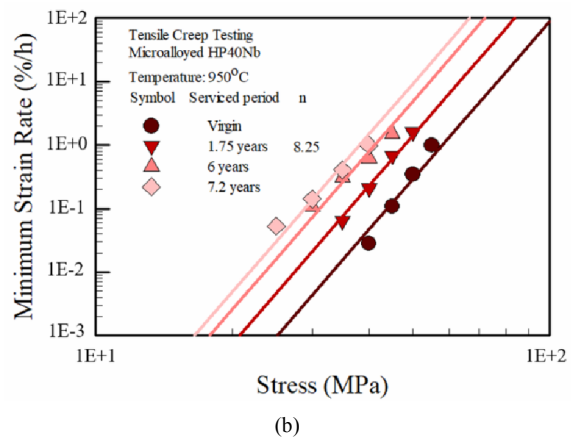 1E+2
1E+1
1E+0
1E-1
1E-2
1E-3
Minimum Strain Rate (%/h)
Tensile Creep Testing
Microalloyed HP40Nb
Temperature: 950°C
Symbol Serviced period n
Virgin
1.75 years 8.25
6 years
7.2 years
1E+1 1E+2
Stress (MPa)
(b)